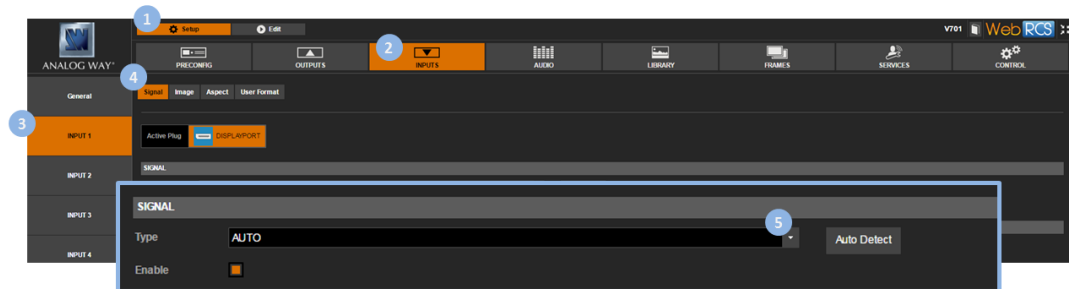 1
Setup
Edit
V701
Web RCS
ANALOG WAY®
PRECONFIG
OUTPUTS
2
INPUTS
AUDIO
LIBRARY
FRAMES
SERVICES
CONTROL
4
General
Signal Image Aspect User Format
3
INPUT 1
Active Plug
DISPLAYPORT
SIGNAL
INPUT 2
SIGNAL
5
INPUT 3
Type AUTO Auto Detect
INPUT 4
Enable